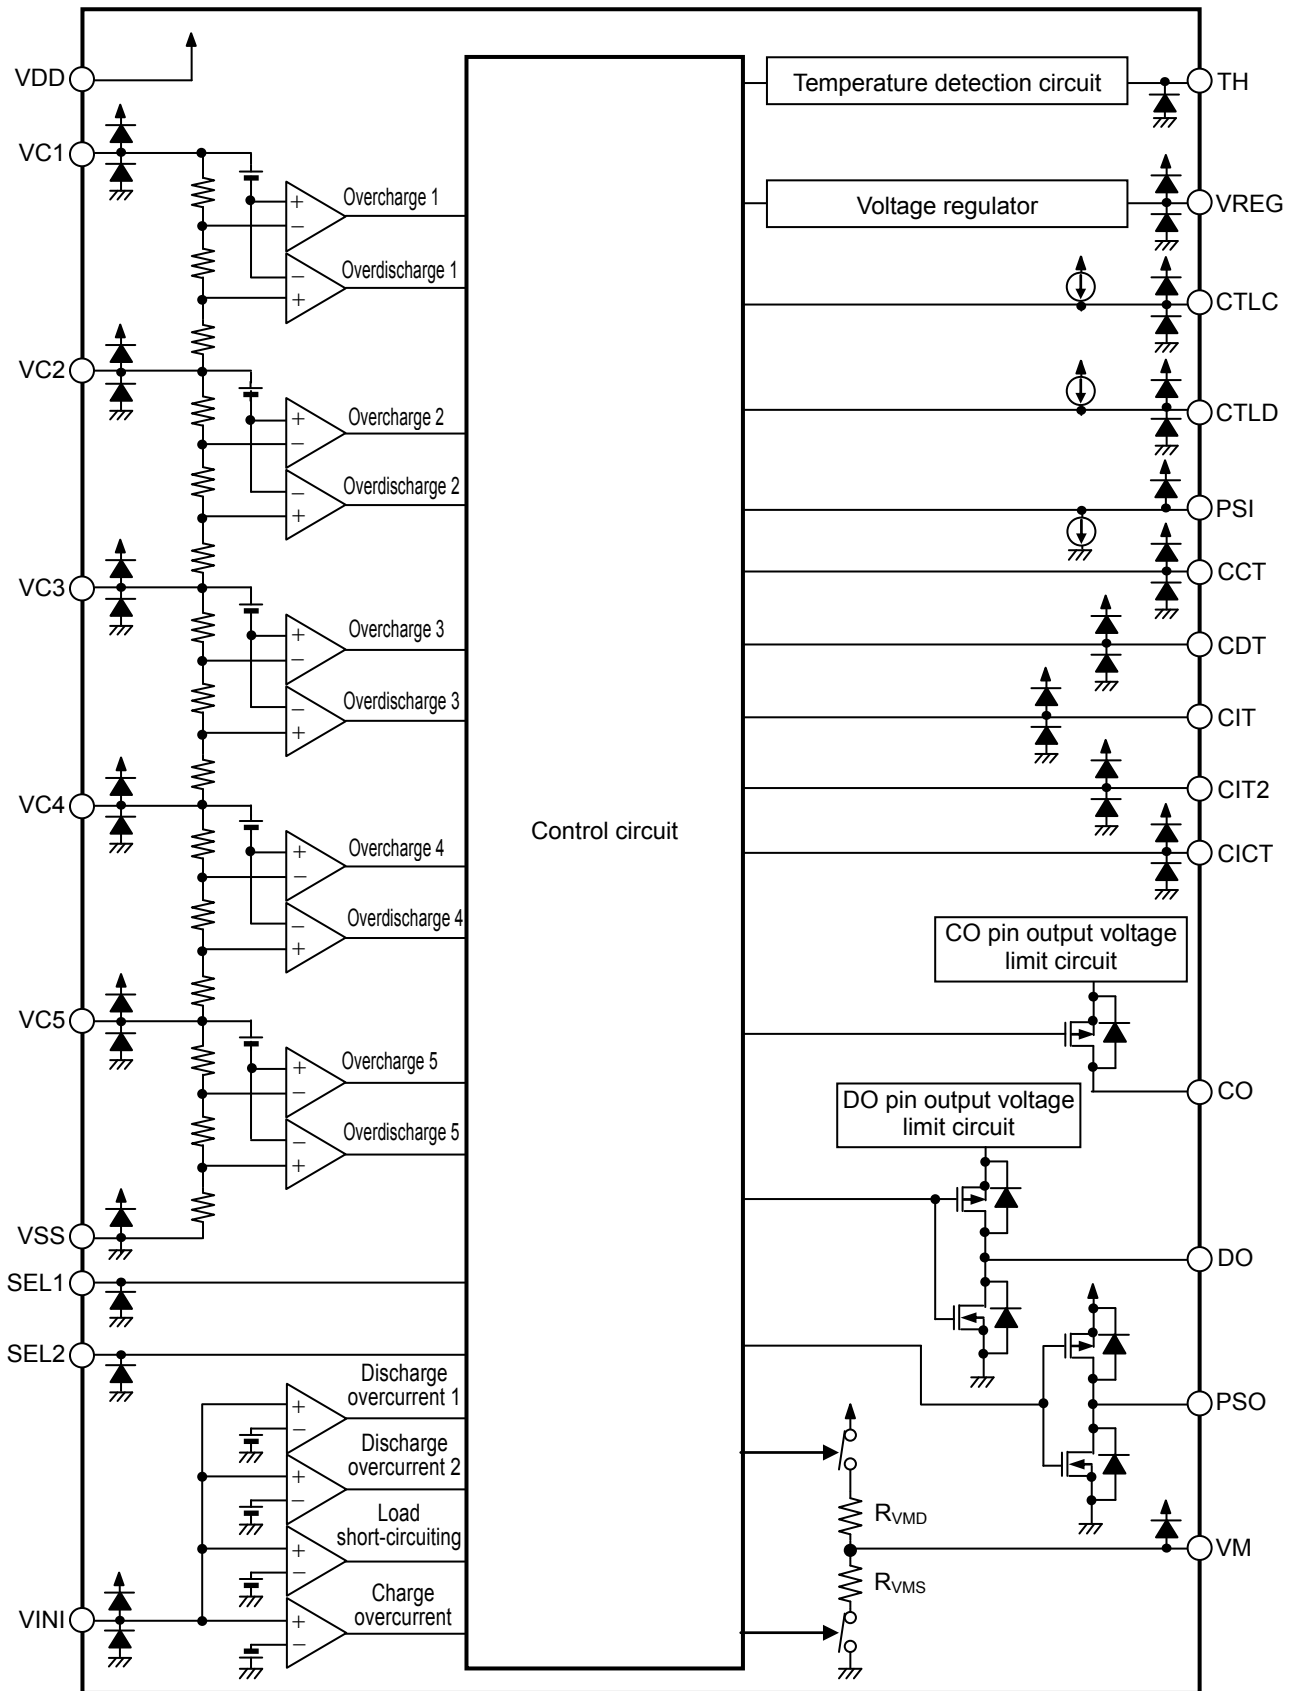 VDD
VC1
VC2
VC3
VC4
VC5
VSS
SEL1
SEL2
VINI
+
−
Overcharge 1
−
+
Overdischarge 1
+
−
Overcharge 2
−
+
Overdischarge 2
+
−
Overcharge 3
−
+
Overdischarge 3
+
−
Overcharge 4
−
+
Overdischarge 4
+
−
Overcharge 5
−
+
Overdischarge 5
+
−
Discharge
overcurrent 1
+
−
Discharge
overcurrent 2
+
−
Load
short-circuiting
+
−
Charge
overcurrent
Control circuit
Temperature detection circuit
TH
Voltage regulator
VREG
CTLC
CTLD
PSI
CCT
CDT
CIT
CIT2
CICT
CO pin output voltage
limit circuit
CO
DO pin output voltage
limit circuit
DO
PSO
RVMD
VM
RVMS